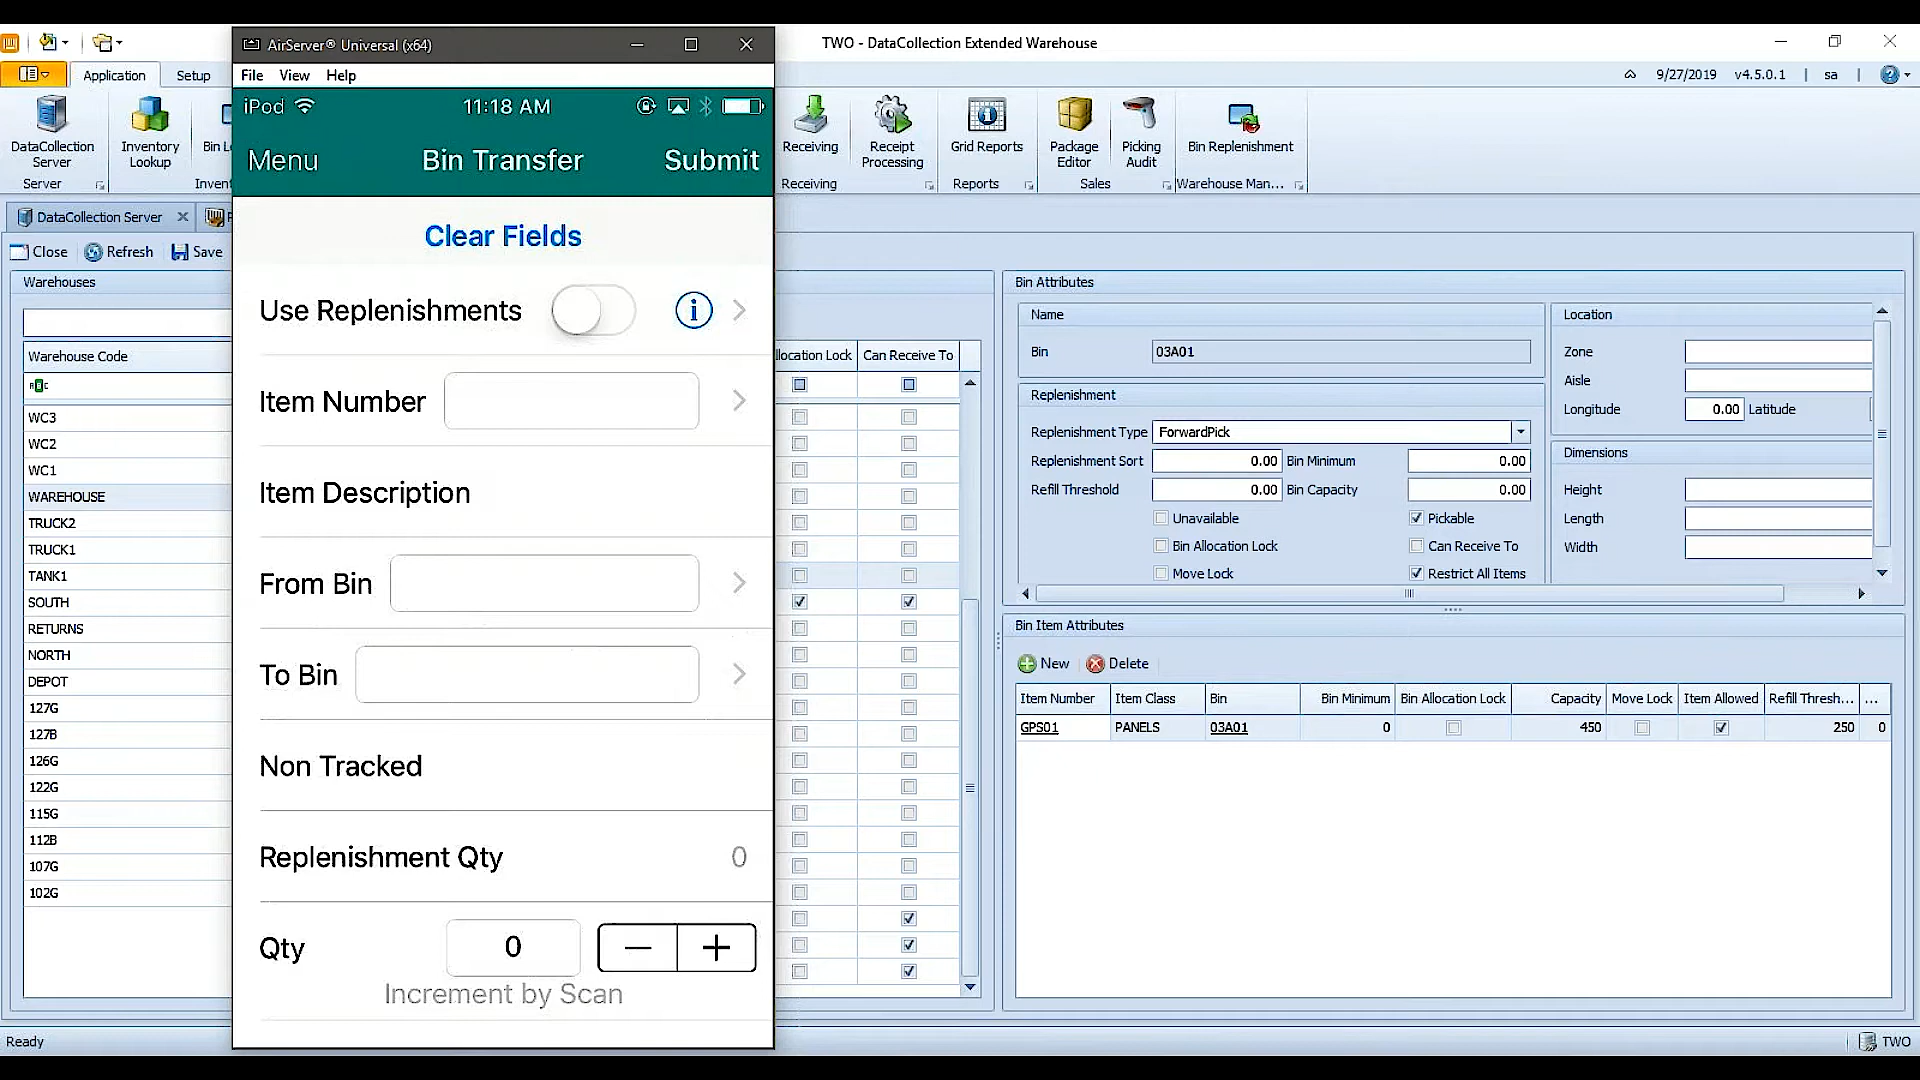 TWO - DataCollection Extended Warehouse
Application
Setup
9/27/2019
v4.5.0.1
|
sa
|
DataCollection
Server
Inventory
Lookup
Receiving
Receipt
Processing
Grid Reports
Package
Editor
Picking
Audit
Bin Replenishment
Server
Receiving
Reports
Sales
Warehouse Man...
DataCollection Server
Close
Refresh
Save
Warehouses
Warehouse Code
WC3
WC2
WC1
WAREHOUSE
TRUCK2
TRUCK1
TANK1
SOUTH
RETURNS
NORTH
DEPOT
127G
127B
126G
122G
115G
112B
107G
102G
Ready
AirServer® Universal (x64)
File View Help
iPod
11:18 AM
Menu
Bin Transfer
Submit
Clear Fields
Use Replenishments
Item Number
Item Description
From Bin
To Bin
Non Tracked
Replenishment Qty
0
Qty
0
Increment by Scan
location Lock
Can Receive To
Bin Attributes
Name
Bin
03A01
Replenishment
Replenishment Type
ForwardPick
Replenishment Sort
0.00
Bin Minimum
0.00
Refill Threshold
0.00
Bin Capacity
0.00
Unavailable
Pickable
Bin Allocation Lock
Can Receive To
Move Lock
Restrict All Items
Location
Zone
Aisle
Longitude
0.00
Latitude
Dimensions
Height
Length
Width
Bin Item Attributes
New
Delete
Item Number
Item Class
Bin
Bin Minimum
Bin Allocation Lock
Capacity
Move Lock
Item Allowed
Refill Thresh...
...
GPS01
PANELS
03A01
0
450
250
0
TWO